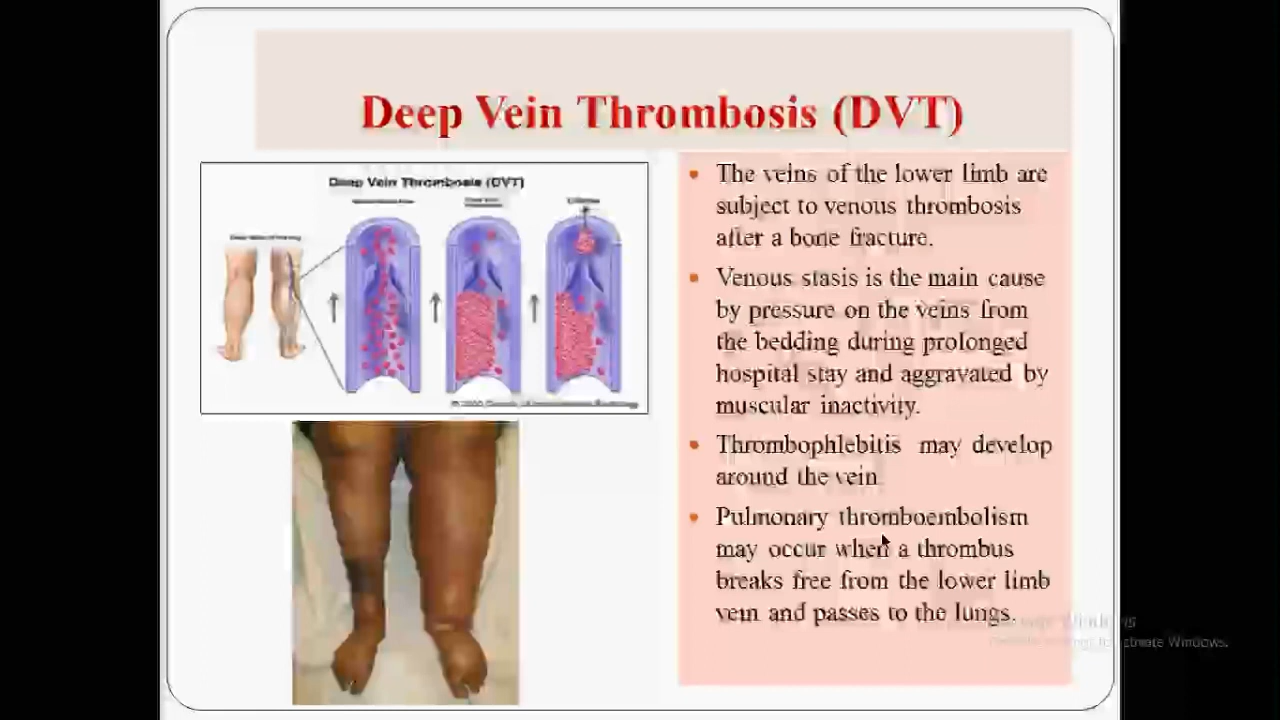 Deep Vein Thrombosis (DVT)
Deep Vein Thrombosis (DVT)
• The veins of the lower limb are
subject to venous thrombosis
after a bone fracture.
• Venous stasis is the main cause
by pressure on the veins from
the bedding during prolonged
hospital stay and aggravated by
muscular inactivity.
• Thrombophlebitis may develop
around the vein
• Pulmonary thromboembolism
may occur when a thrombus
breaks free from the lower limb
vein and passes to the lungs.
Windows
Windows.